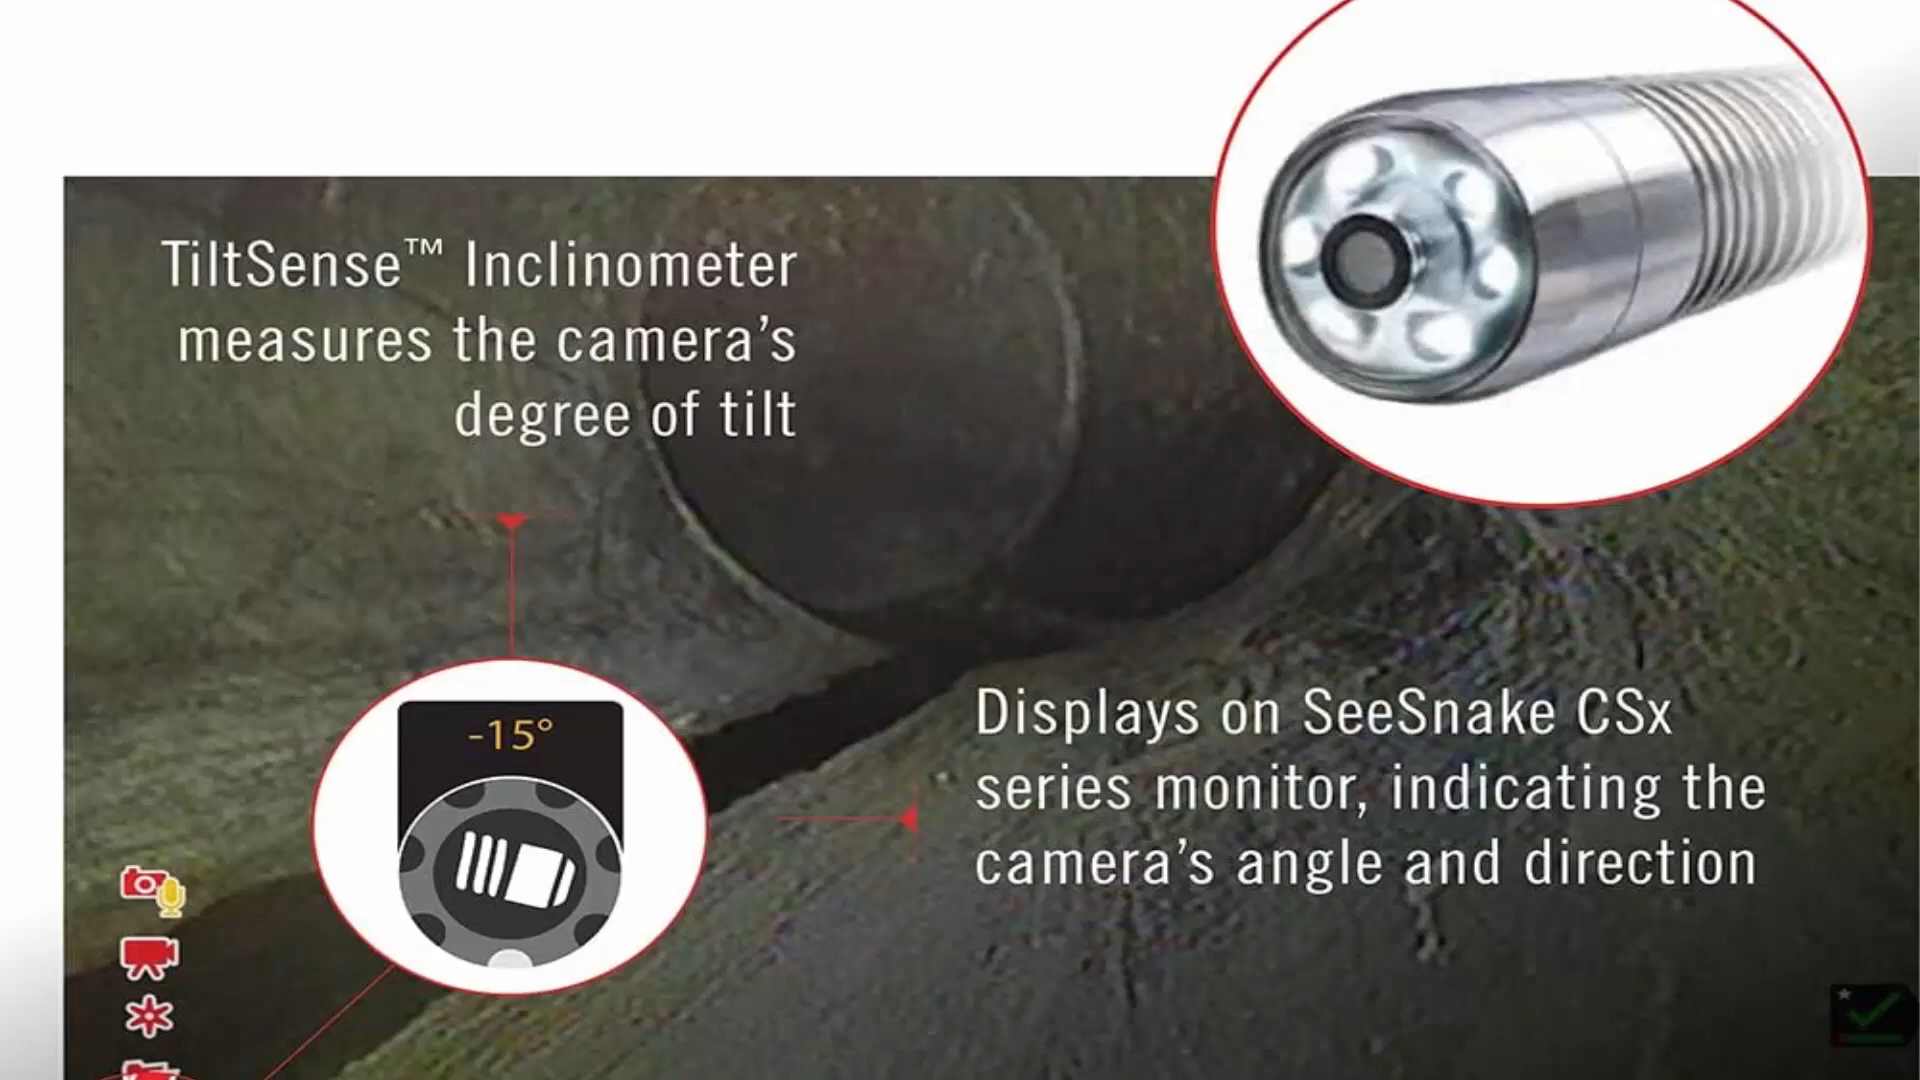 TiltSense™ Inclinometer
measures the camera's
degree of tilt
-15°
Displays on SeeSnake CSx
series monitor, indicating the
camera's angle and direction